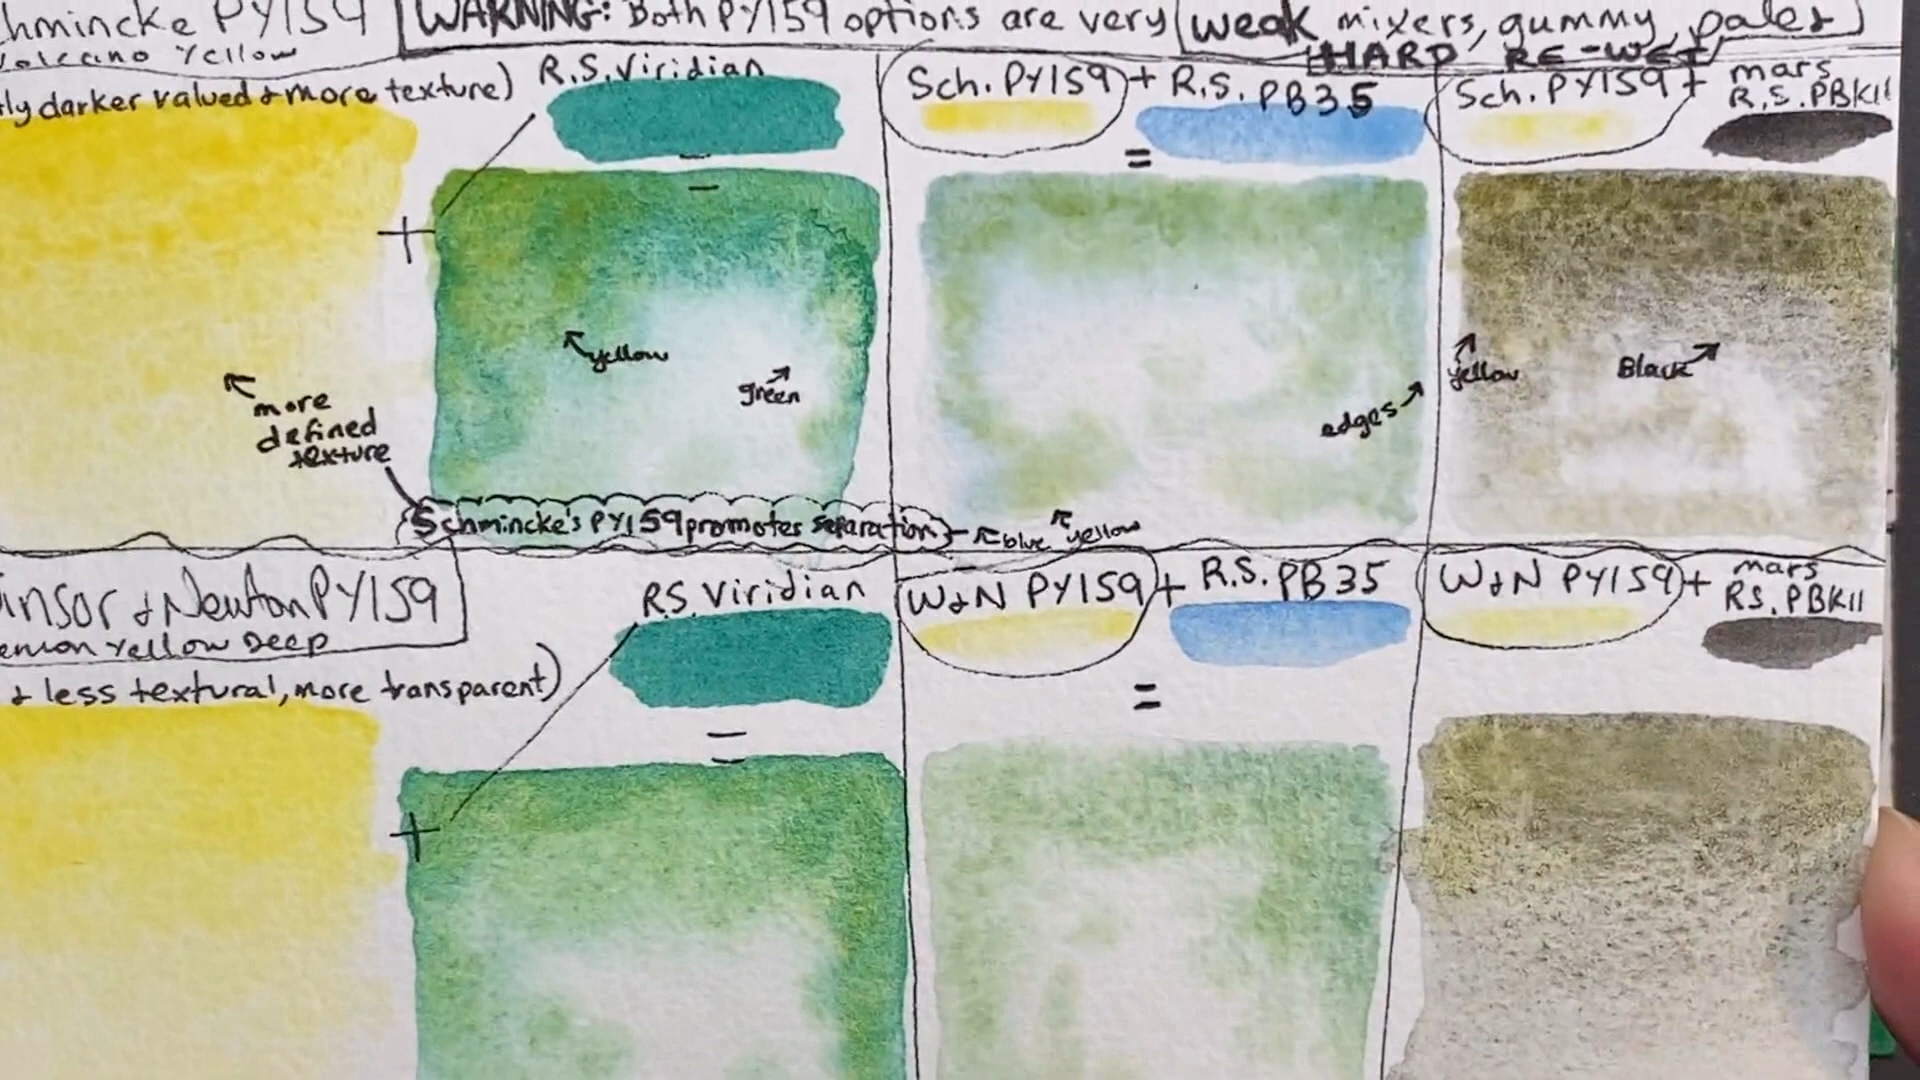 hmincke PY159
Volcano Yellow
WARNING: Both PY159 options are very weak mixers, gummy, pale &
HARD RE-WET
tly darker valued & more texture)
R.S. Viridian
Sch. PY159 + R.S. PB35
Sch. PY159 + mars
R.S. PBK11
+
=
=
yellow
green
more
defined
texture
edges
yellow
Black
Schmincke's PY159 promotes separation
blue yellow
insor & Newton PY159
emon Yellow Deep
& less textural, more transparent)
R.S. Viridian
W&N PY159 + R.S. PB35
W&N PY159 + mars
R.S. PBK11
+
=
=